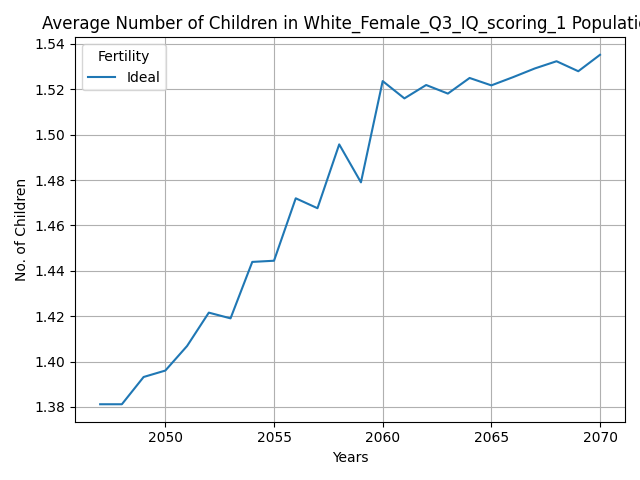 Average Number of Children in White_Female_Q3_IQ_scoring_1 Populatio
1.54
1.52
1.50
1.48
1.46
1.44
1.42
1.40
1.38
No. of Children
Fertility
Ideal
2050 2055 2060 2065 2070
Years